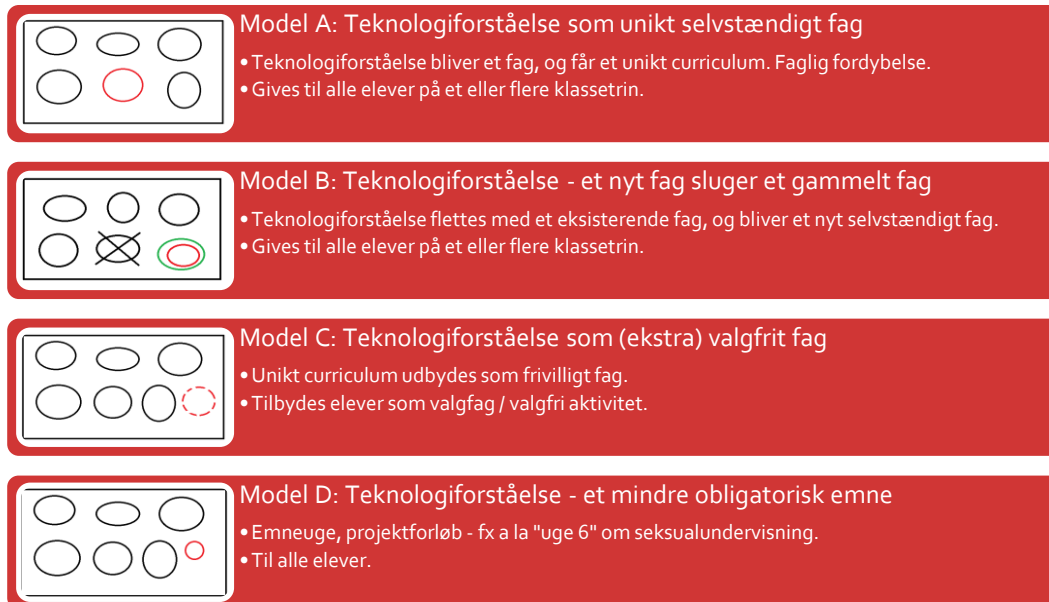 Model A: Teknologiforståelse som unikt selvstændigt fag
• Teknologiforståelse bliver et fag, og får et unikt curriculum. Faglig fordybelse.
• Gives til alle elever på et eller flere klassetrin.
Model B: Teknologiforståelse - et nyt fag sluger et gammelt fag
• Teknologiforståelse flettes med et eksisterende fag, og bliver et nyt selvstændigt fag.
• Gives til alle elever på et eller flere klassetrin.
Model C: Teknologiforståelse som (ekstra) valgfrit fag
• Unikt curriculum udbydes som frivilligt fag.
• Tilbydes elever som valgfag / valgfri aktivitet.
Model D: Teknologiforståelse - et mindre obligatorisk emne
• Emneuge, projektforløb - fx a la "uge 6" om seksualundervisning.
• Til alle elever.